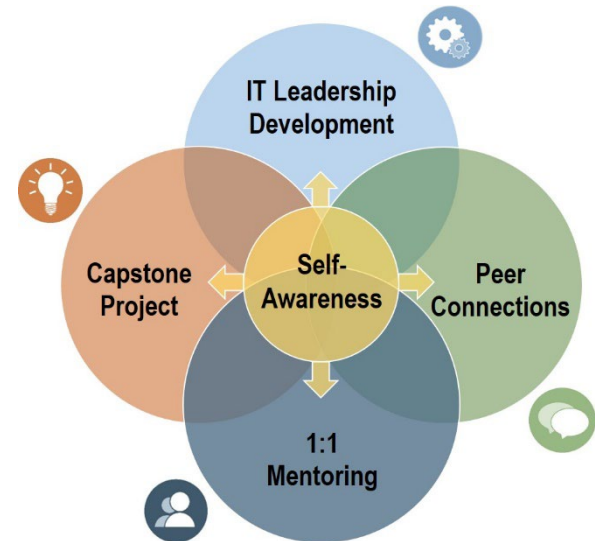 IT Leadership
Development
Capstone
Project
Self-
Awareness
Peer
Connections
1:1
Mentoring